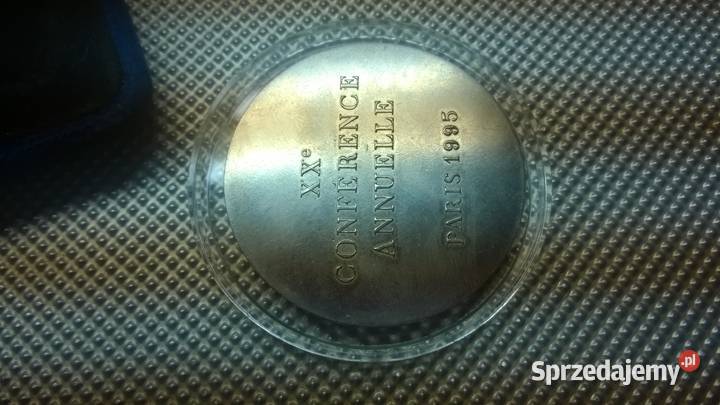 XXe
CONFÉRENCE
ANNUELLE
PARIS 1995
Sprzedajemy.pl